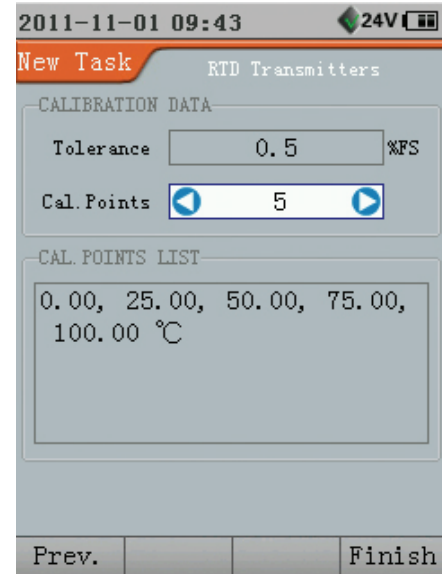 2011-11-01 09:43 24V
New Task RTD Transmitters
CALIBRATION DATA
Tolerance 0.5 %FS
Cal.Points 5
CAL.POINTS LIST
0.00, 25.00, 50.00, 75.00,
100.00 ℃
Prev. Finish